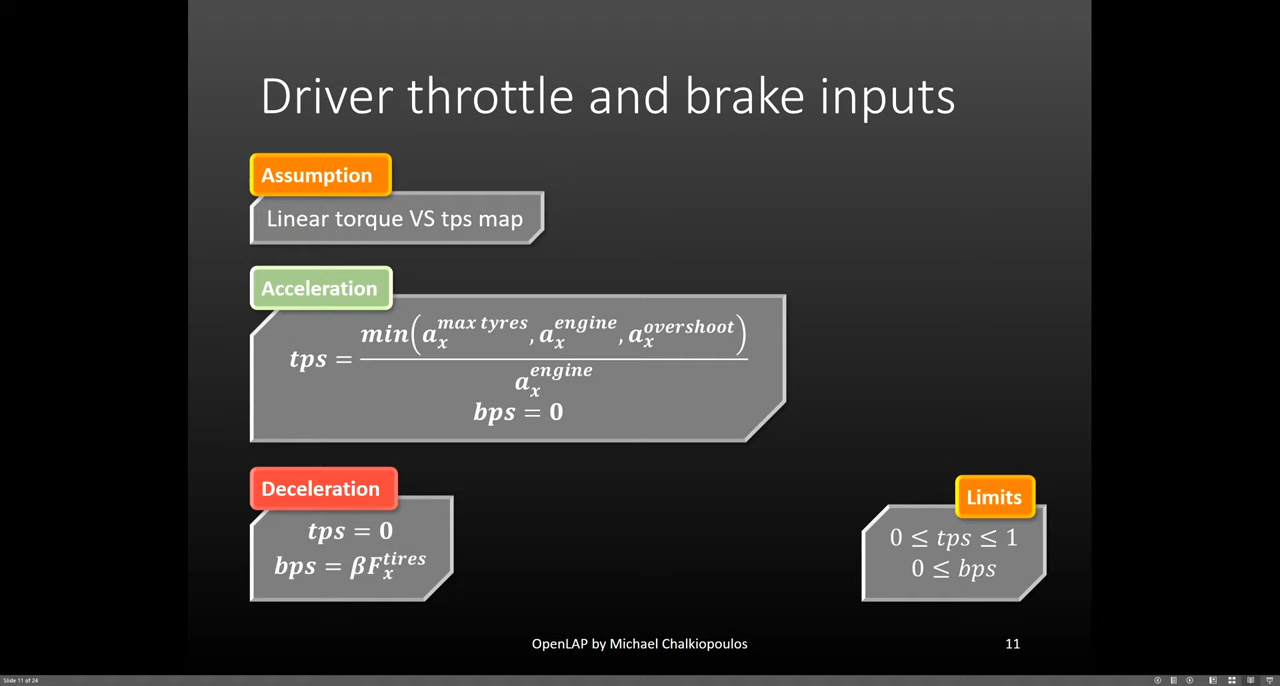 Driver throttle and brake inputs
Assumption
Linear torque VS tps map
Acceleration
tps = min(a_x^{max tyres}, a_x^{engine}, a_x^{overshoot}) / a_x^{engine}
bps = 0
Deceleration
tps = 0
bps = βF_x^{tires}
Limits
0 ≤ tps ≤ 1
0 ≤ bps
OpenLAP by Michael Chalkiopoulos
11
Slide 11 of 24